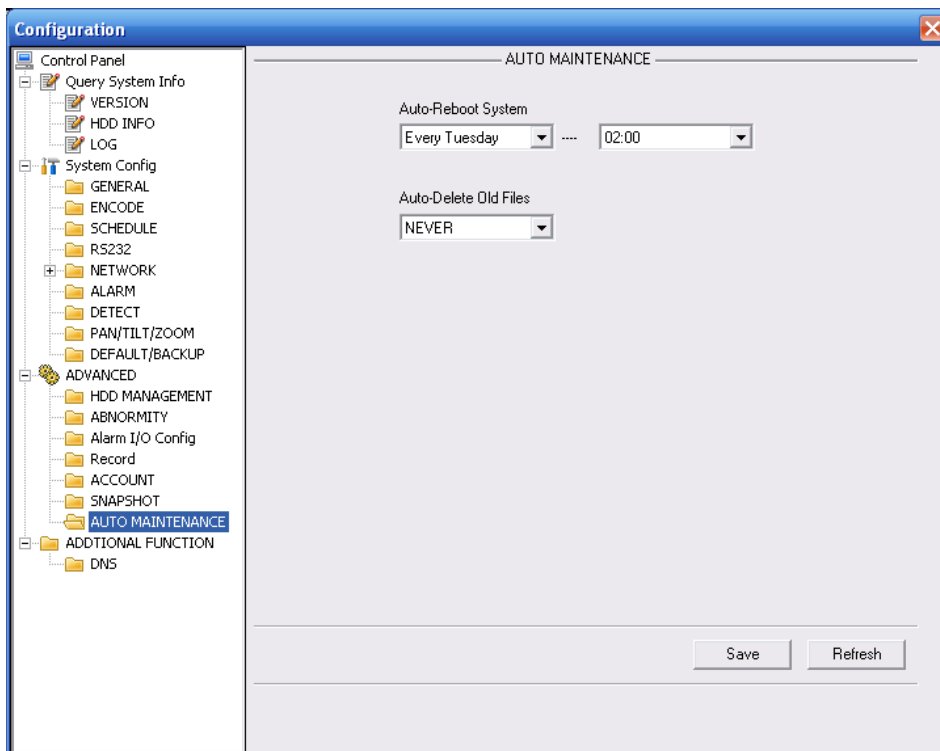 Configuration
Control Panel
Query System Info
VERSION
HDD INFO
LOG
System Config
GENERAL
ENCODE
SCHEDULE
RS232
NETWORK
ALARM
DETECT
PAN/TILT/ZOOM
DEFAULT/BACKUP
ADVANCED
HDD MANAGEMENT
ABNORMITY
Alarm I/O Config
Record
ACCOUNT
SNAPSHOT
AUTO MAINTENANCE
ADDTIONAL FUNCTION
DNS
AUTO MAINTENANCE
Auto-Reboot System
Every Tuesday ---- 02:00
Auto-Delete Old Files
NEVER
Save Refresh